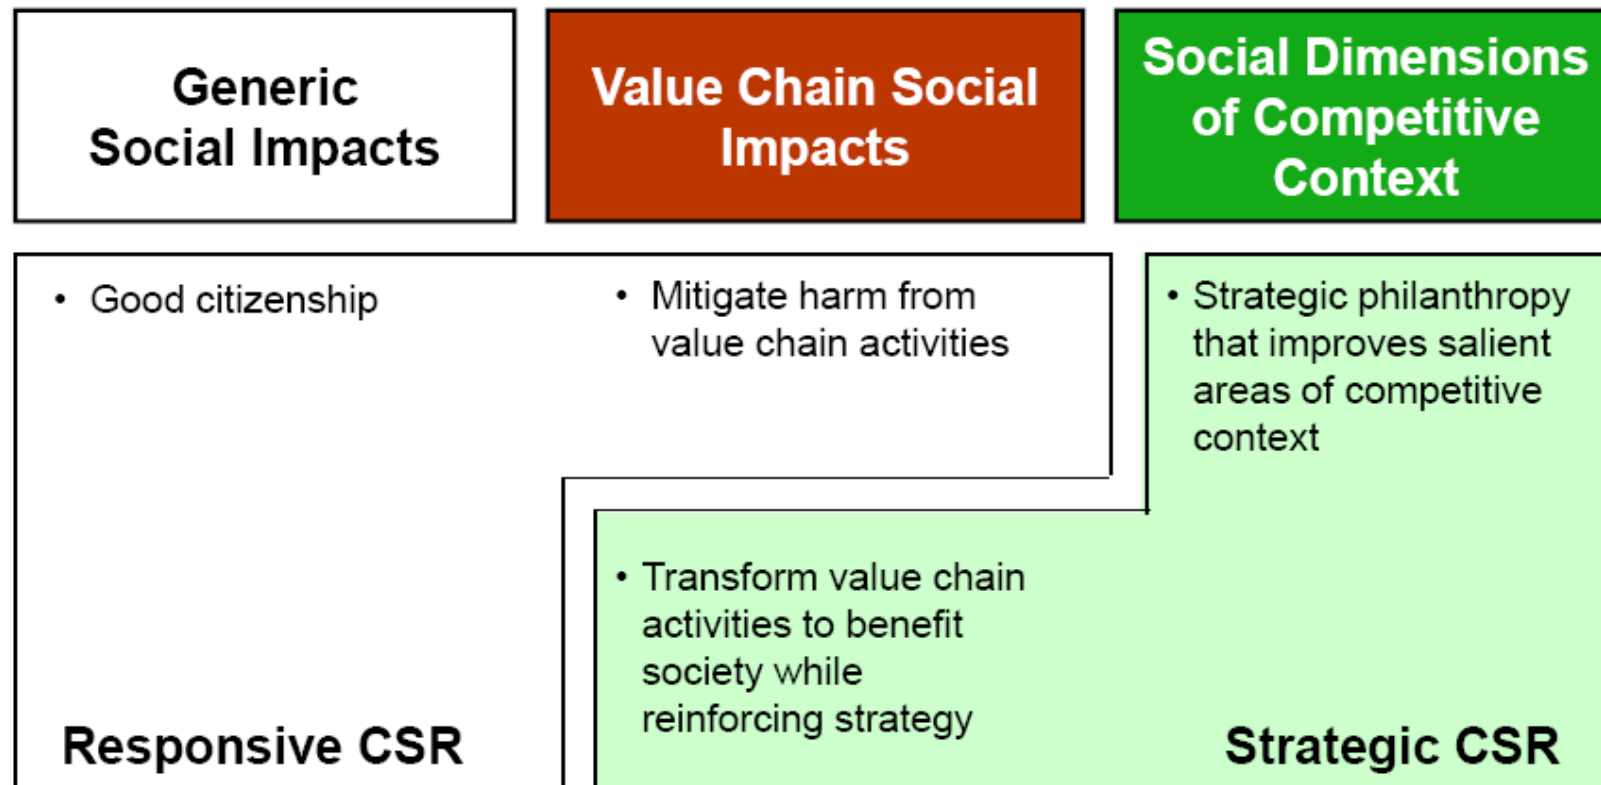 Generic
Social Impacts
Value Chain Social
Impacts
Social Dimensions
of Competitive
Context
• Good citizenship
• Mitigate harm from
value chain activities
• Strategic philanthropy
that improves salient
areas of competitive
context
• Transform value chain
activities to benefit
society while
reinforcing strategy
Responsive CSR
Strategic CSR